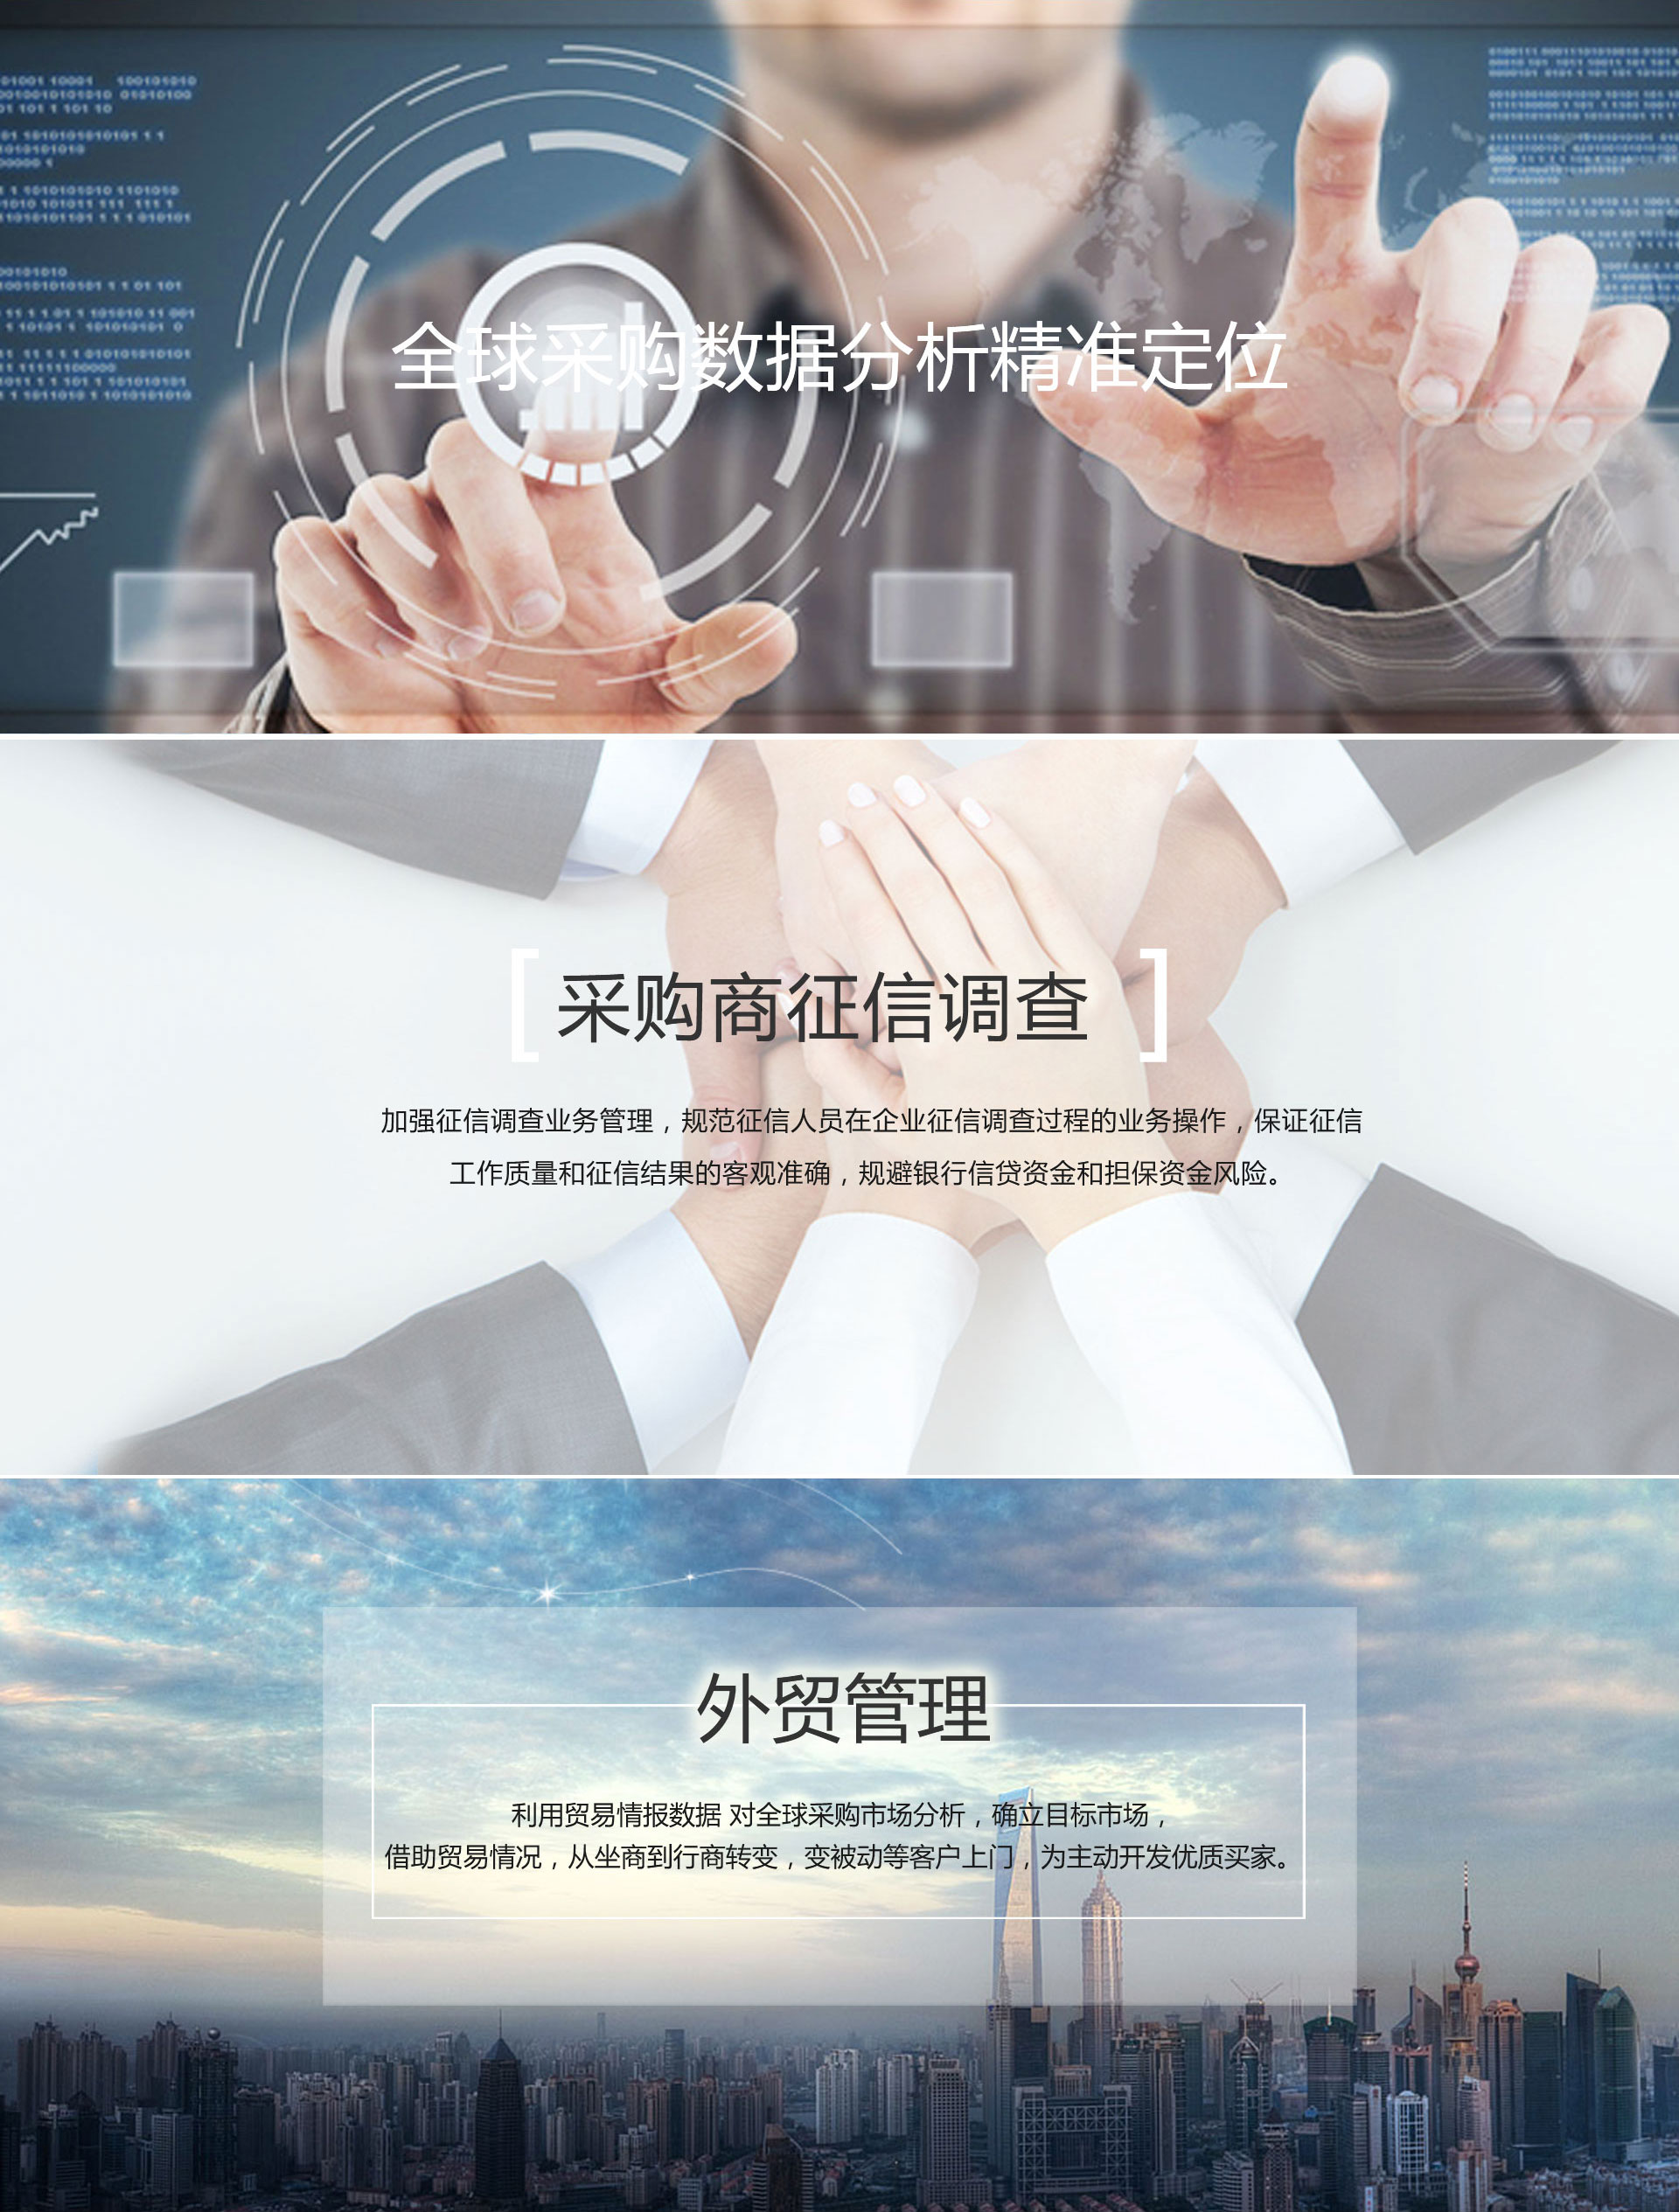 全球采购数据分析精准定位
[ 采购商征信调查 ]
加强征信调查业务管理，规范征信人员在企业征信调查过程的业务操作，保证征信
工作质量和征信结果的客观准确，规避银行信贷资金和担保资金风险。
外贸管理
利用贸易情报数据 对全球采购市场分析，确立目标市场，
借助贸易情况，从坐商到行商转变，变被动等客户上门，为主动开发优质买家。